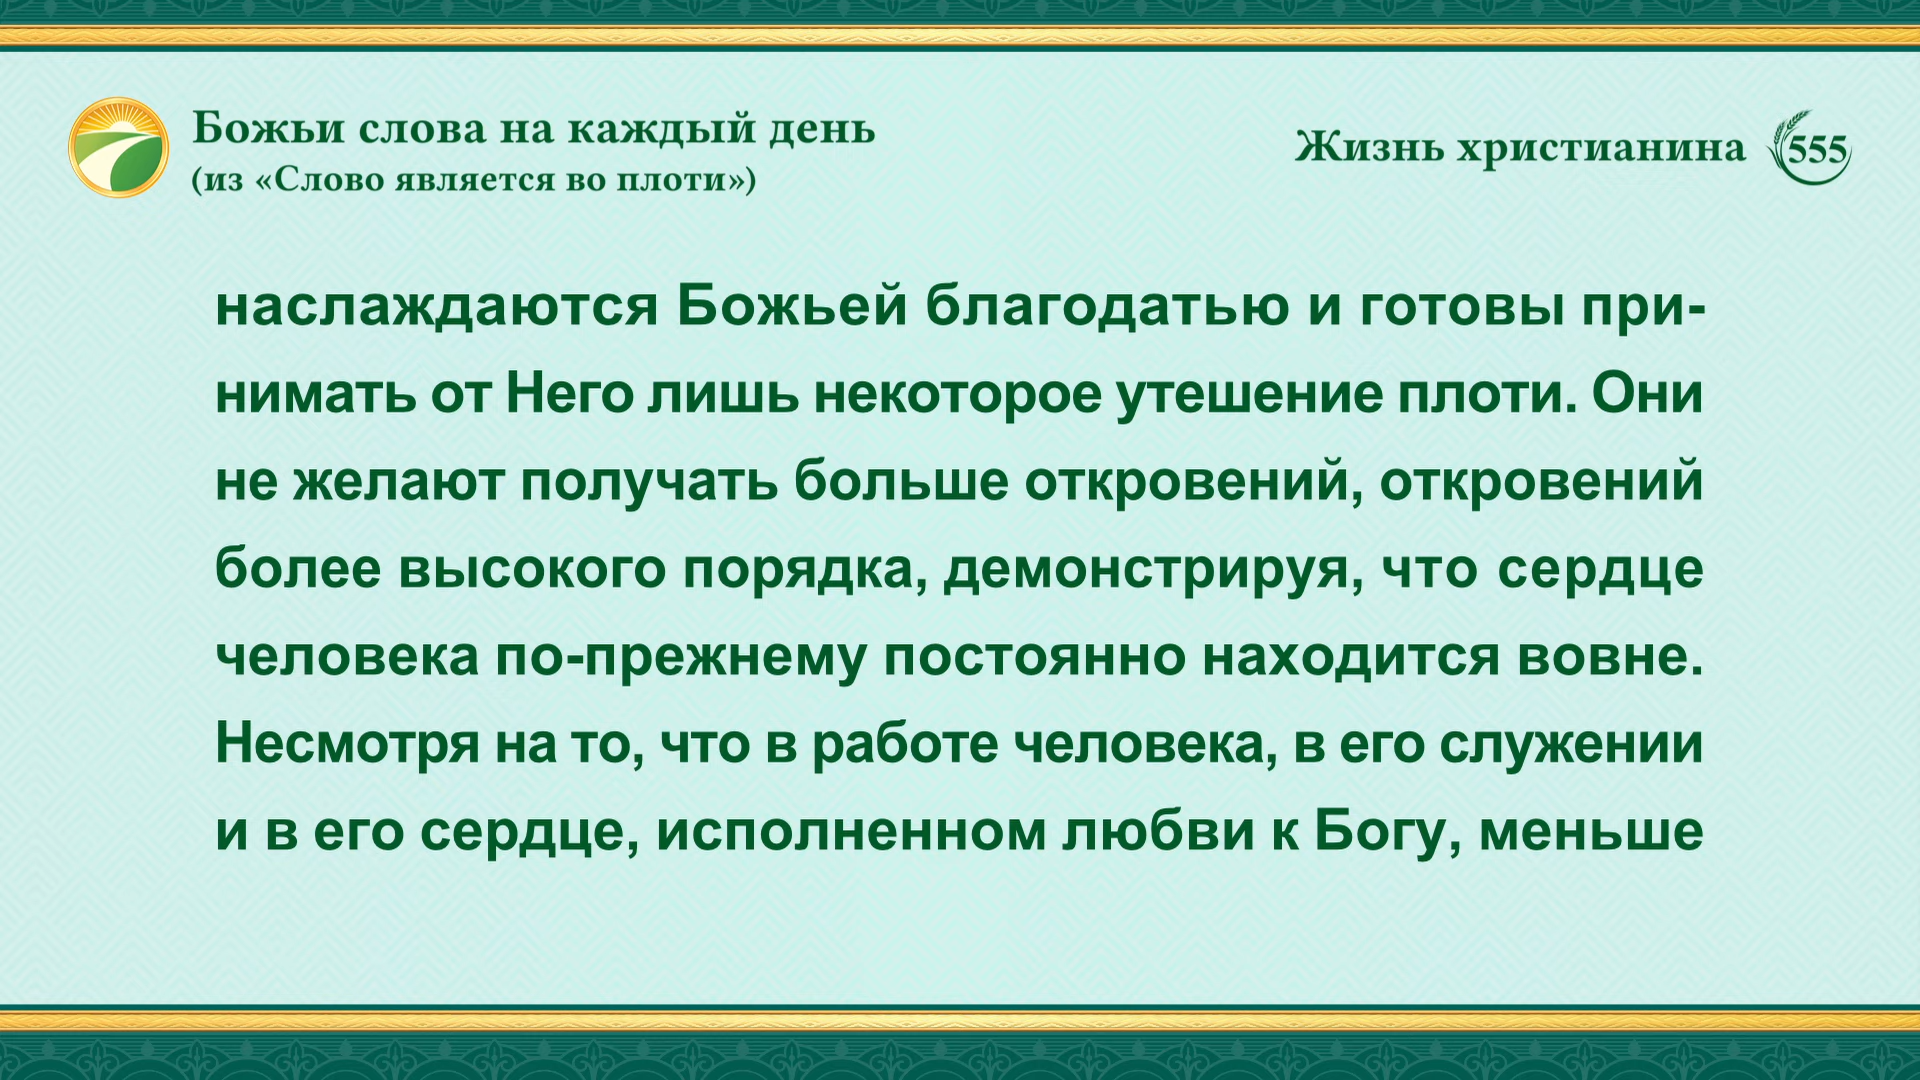 Божьи слова на каждый день
(из «Слово является во плоти»)
Жизнь христианина 555
наслаждаются Божьей благодатью и готовы при-
нимать от Него лишь некоторое утешение плоти. Они
не желают получать больше откровений, откровений
более высокого порядка, демонстрируя, что сердце
человека по-прежнему постоянно находится вовне.
Несмотря на то, что в работе человека, в его служении
и в его сердце, исполненном любви к Богу, меньше